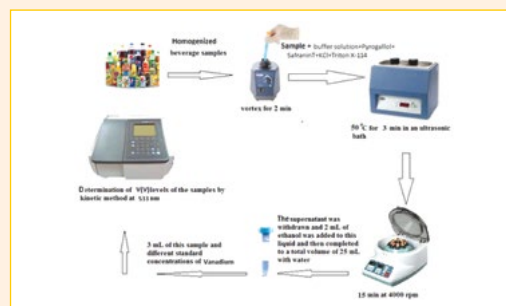 Homogenized
beverage samples
Sample + buffer solution+Pyrogallol+
SafraninT+KCl+Triton X-114
vortex for 2 min
50 °C for 3 min in an ultrasonic
bath
15 min at 4000 rpm
The supernatant was
withdrawn and 2 mL of
ethanol was added to this
liquid and then completed
to a total volume of 25 mL
with water
3 mL of this sample and
different standard
concentrations of Vanadium
Determination of V(V) levels of the samples by
kinetic method at 533 nm